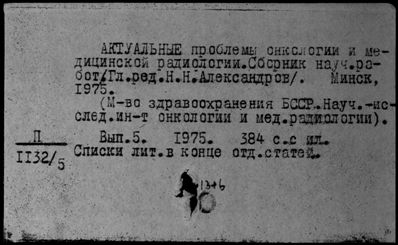 АКТУАЛЬНЫЕ проблемы онкологии и ме-
дицинской радиологии.Сборник науч.ра-
бот/Гл.ред.Н.Н.Александров/. Минск,
1975.
(М-во здравоохранения БССР.Науч.-ис-
след.ин-т онкологии и мед.радиологии).
П Вып.5. 1975. 384 с.с ил.
II32/5 Списки лит.в конце отд.статей.